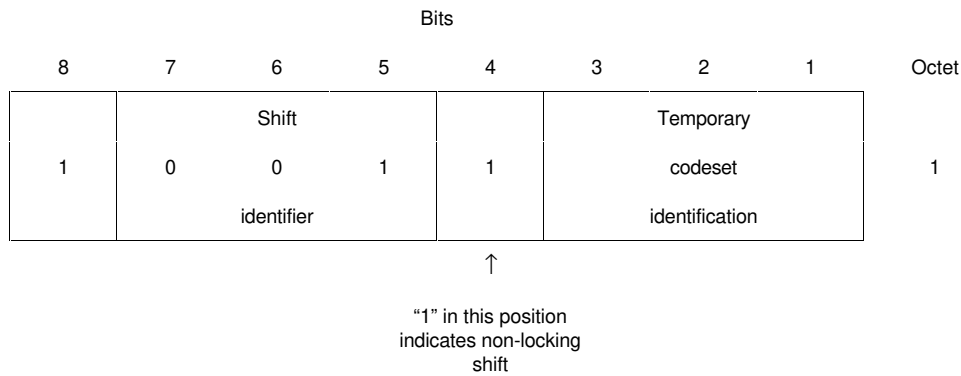 Bits
8 7 6 5 4 3 2 1 Octet
Shift Temporary
1 0 0 1 1 codeset 1
identifier identification
↑
“1” in this position
indicates non-locking
shift